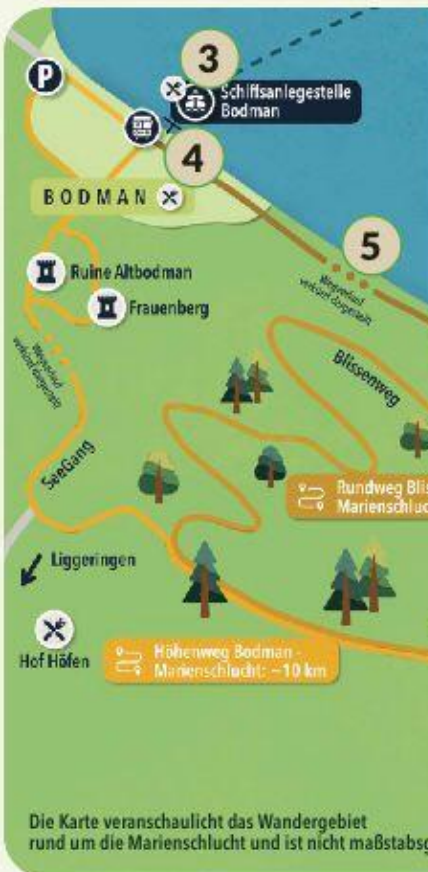 3
Schiffsanlegestelle
Bodman
P
4
BODMAN
5
Wegverlauf
verkürzt dargestellt
Ruine Altbodman
Frauenberg
Wegverlauf
verkürzt dargestellt
Blissenweg
SeeGang
Rundweg Blis
Marienschluc
Liggeringen
Hof Höfen
Höhenweg Bodman -
Marienschlucht: ~10 km
Die Karte veranschaulicht das Wandergebiet
rund um die Marienschlucht und ist nicht maßstabsg